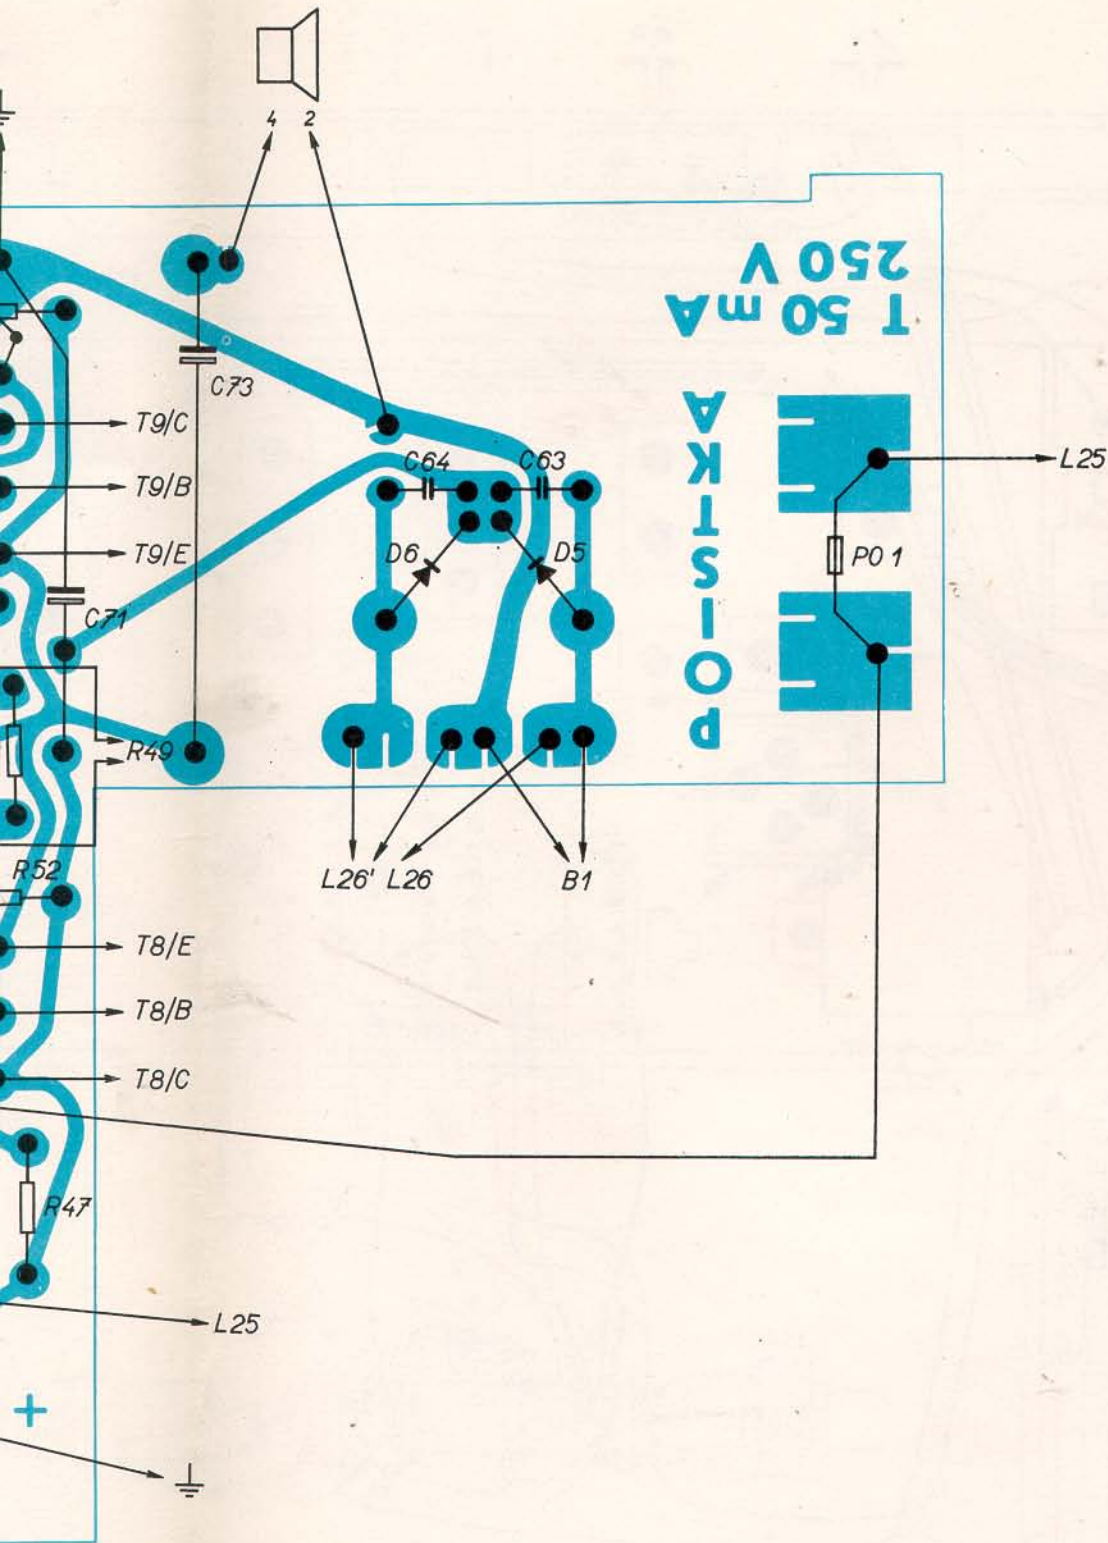 4 2
T 50 mA
250 V
C73
POISTKA
T9/C
C64 C63
L25
T9/B
T9/E
D6 D5
PO 1
C71
R49
R52
L26' L26
B1
T8/E
T8/B
T8/C
R47
L25
+